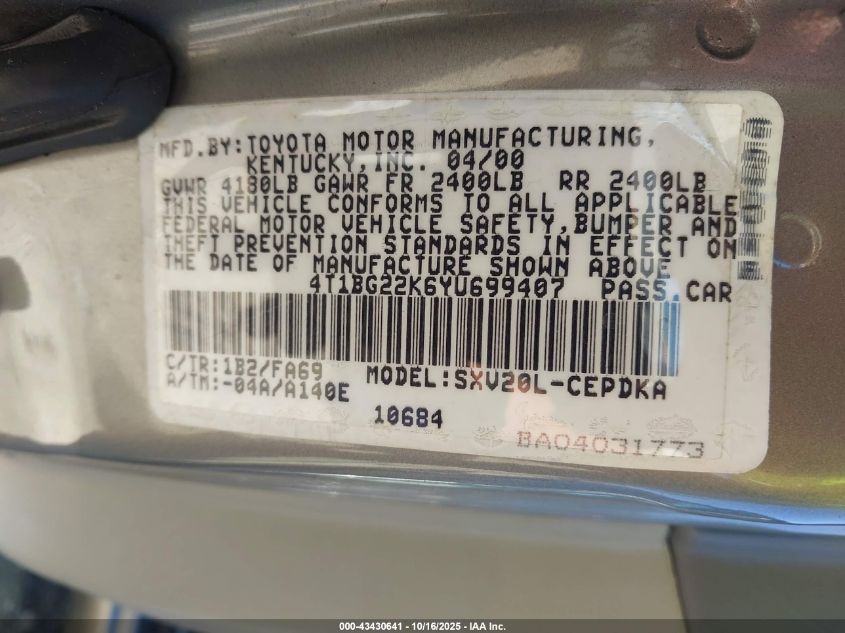 MFD.BY:TOYOTA MOTOR MANUFACTURING,
KENTUCKY,INC. 04/00
GVWR 4180LB GAWR FR 2400LB RR 2400LB
THIS VEHICLE CONFORMS TO ALL APPLICABLE
FEDERAL MOTOR VEHICLE SAFETY,BUMPER AND
THEFT PREVENTION STANDARDS IN EFFECT ON
THE DATE OF MANUFACTURE SHOWN ABOVE
4T1BG22K6YU699407 PASS.CAR
C/TR:1B2/FA69 MODEL:SXV20L-CEPDKA
A/TM:-04A/A140E
10684
BA04031773
000-43430641 - 10/16/2025 - IAA Inc.